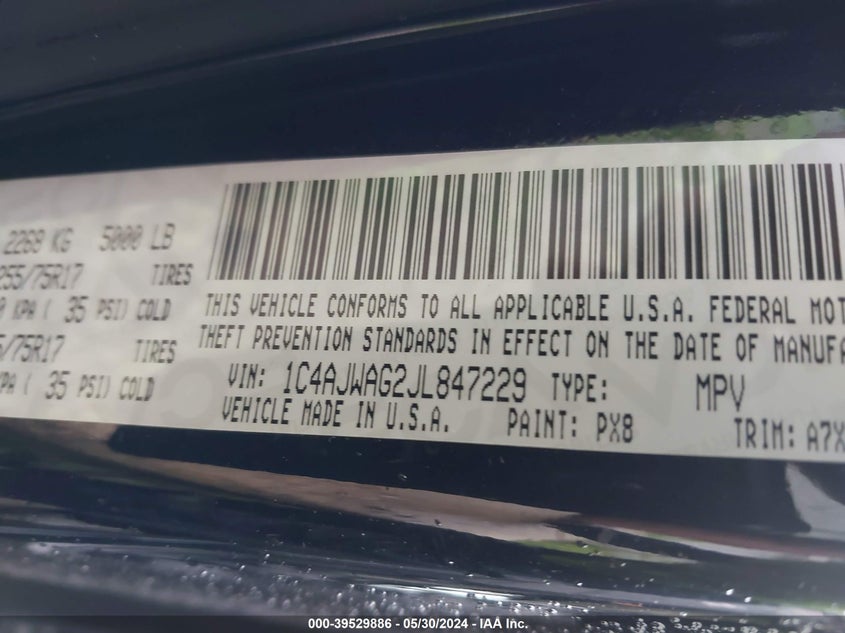 2268 KG 5000 LB
255/75R17 TIRES
KPA ( 35 PSI) COLD
/75R17 TIRES
KPA ( 35 PSI) COLD
THIS VEHICLE CONFORMS TO ALL APPLICABLE U.S.A. FEDERAL MOT
THEFT PREVENTION STANDARDS IN EFFECT ON THE DATE OF MANUFA
VIN: 1C4AJWAG2JL847229 TYPE: MPV
VEHICLE MADE IN U.S.A. PAINT: PX8 TRIM: A7X
000-39529886 - 05/30/2024 - IAA Inc.